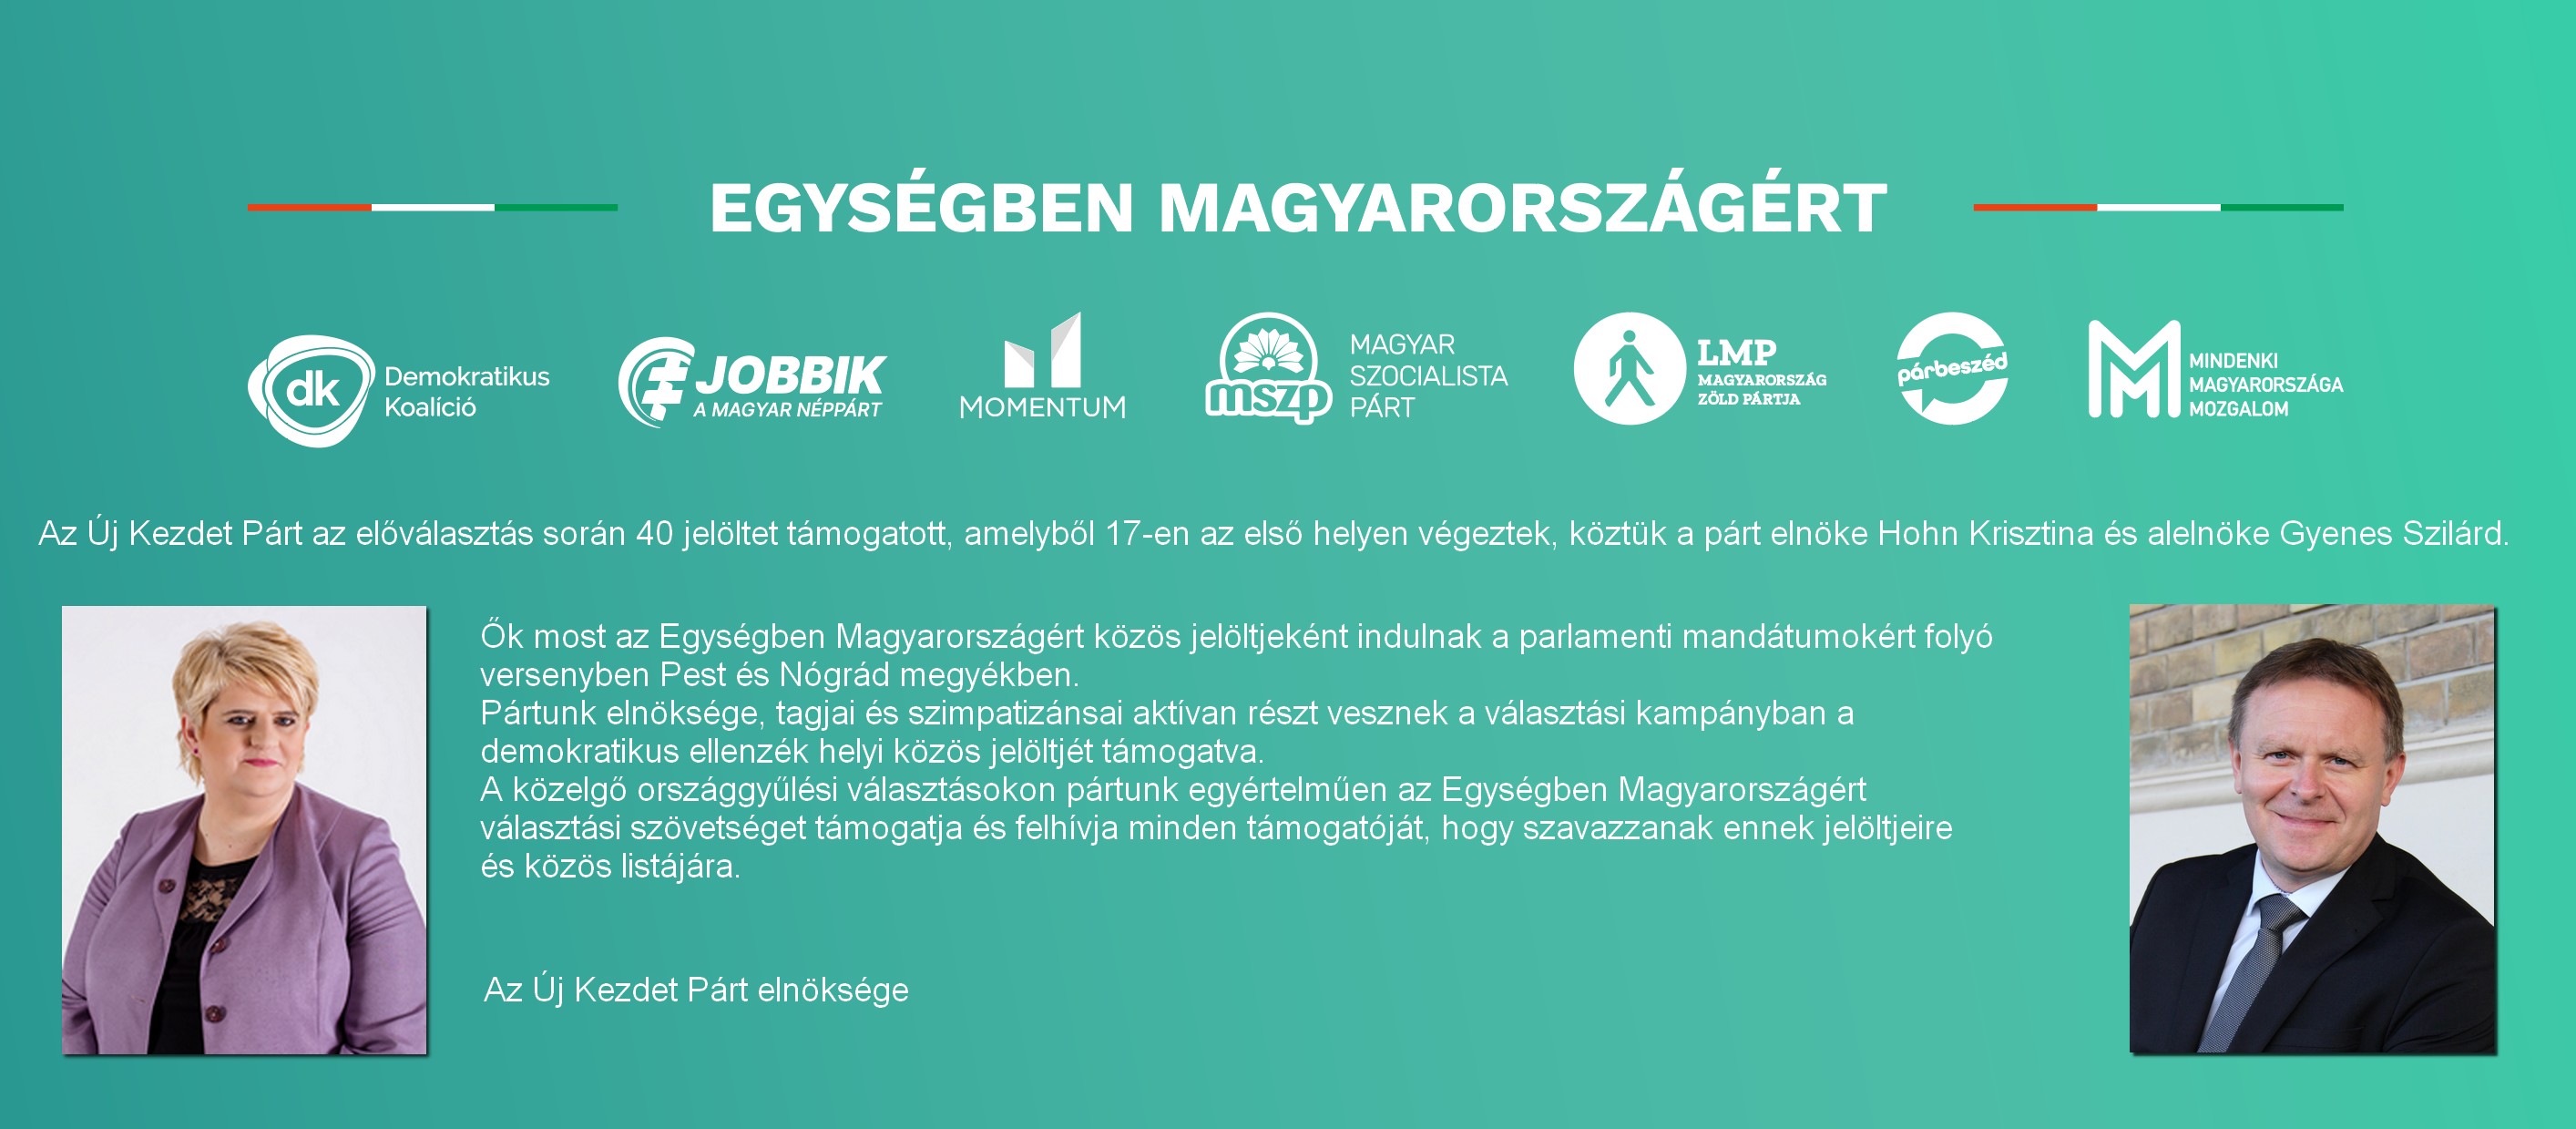 EGYSÉGBEN MAGYARORSZÁGÉRT
dk Demokratikus
Koalíció
JOBBIK
A MAGYAR NÉPPÁRT
MOMENTUM
mszp
MAGYAR
SZOCIALISTA
PÁRT
LMP
MAGYARORSZÁG
ZÖLD PÁRTJA
párbeszéd
MINDENKI
MAGYARORSZÁGA
MOZGALOM
Az Új Kezdet Párt az előválasztás során 40 jelöltet támogatott, amelyből 17-en az első helyen végeztek, köztük a párt elnöke Hohn Krisztina és alelnöke Gyenes Szilárd.
Ők most az Egységben Magyarországért közös jelöltjeként indulnak a parlamenti mandátumokért folyó
versenyben Pest és Nógrád megyékben.
Pártunk elnöksége, tagjai és szimpatizánsai aktívan részt vesznek a választási kampányban a
demokratikus ellenzék helyi közös jelöltjét támogatva.
A közelgő országgyűlési választásokon pártunk egyértelműen az Egységben Magyarországért
választási szövetséget támogatja és felhívja minden támogatóját, hogy szavazzanak ennek jelöltjeire
és közös listájára.
Az Új Kezdet Párt elnöksége